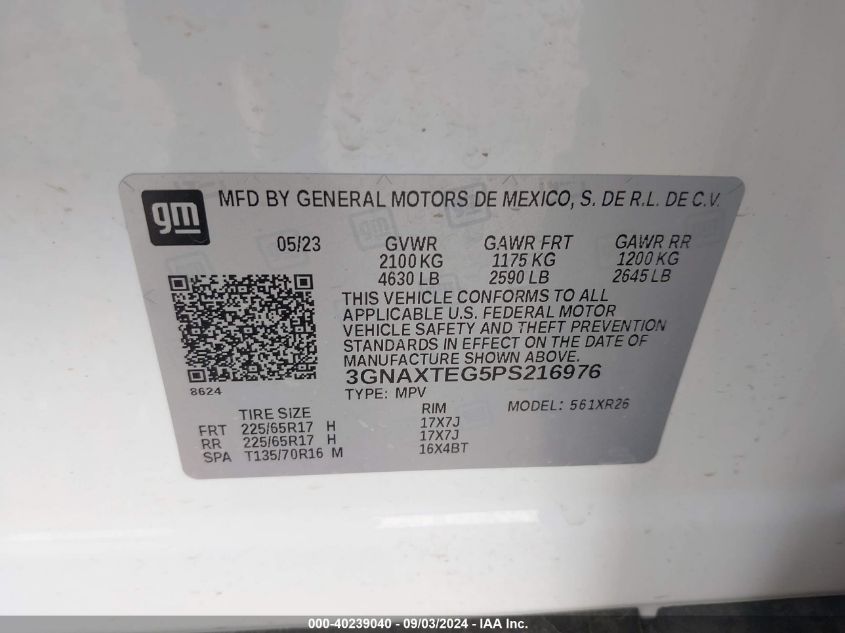 gm MFD BY GENERAL MOTORS DE MEXICO, S. DE R.L. DE C.V.
05/23 GVWR GAWR FRT GAWR RR
2100 KG 1175 KG 1200 KG
4630 LB 2590 LB 2645 LB
THIS VEHICLE CONFORMS TO ALL
APPLICABLE U.S. FEDERAL MOTOR
VEHICLE SAFETY AND THEFT PREVENTION
STANDARDS IN EFFECT ON THE DATE OF
MANUFACTURE SHOWN ABOVE.
3GNAXTEG5PS216976
8624 TYPE: MPV MODEL: 561XR26
TIRE SIZE RIM
FRT 225/65R17 H 17X7J
RR 225/65R17 H 17X7J
SPA T135/70R16 M 16X4BT
000-40239040 - 09/03/2024 - IAA Inc.